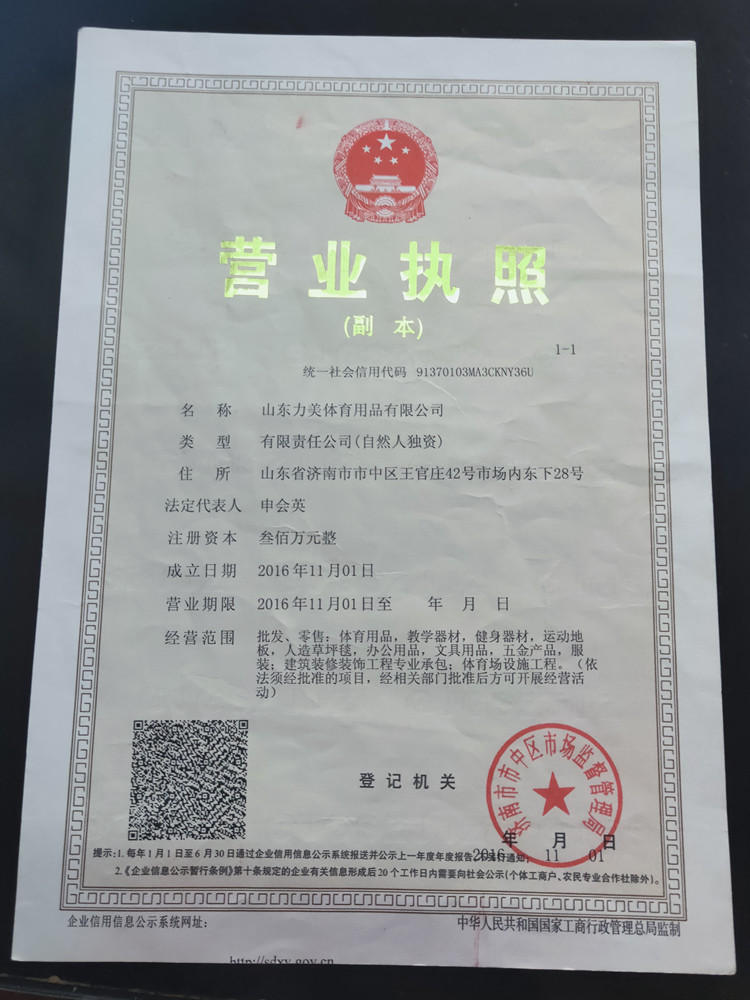 营业执照
(副本)
1-1
统一社会信用代码 91370103MA3CKNY36U
名称 山东力美体育用品有限公司
类型 有限责任公司(自然人独资)
住所 山东省济南市市中区王官庄42号市场内东下28号
法定代表人 申会英
注册资本 叁佰万元整
成立日期 2016年11月01日
营业期限 2016年11月01日至 年 月 日
经营范围 批发、零售：体育用品，教学器材，健身器材，运动地
板，人造草坪毯，办公用品，文具用品，五金产品，服
装；建筑装修装饰工程专业承包；体育场设施工程。（依
法须经批准的项目，经相关部门批准后方可开展经营活
动）
登记机关
济南市市中区市场监督管理局
年 月 日
2016 11 01
提示：1. 每年1月1日至6月30日通过企业信用信息公示系统报送并公示上一年度年度报告，不另行通知；
2.《企业信息公示暂行条例》第十条规定的企业有关信息形成后20个工作日内需要向社会公示(个体工商户、农民专业合作社除外)。
企业信用信息公示系统网址：
中华人民共和国国家工商行政管理总局监制
http://sdxy.gov.cn